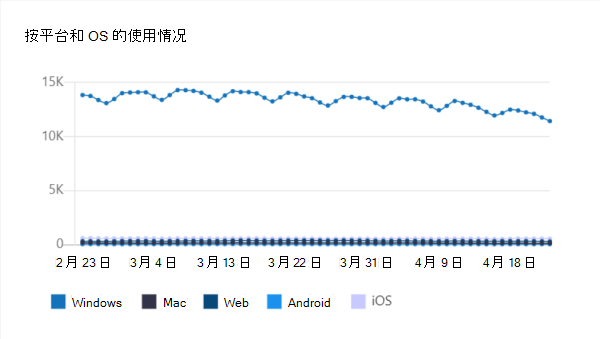 按平台和 OS 的使用情况
15K
10K
5K
0
2 月 23 日 3 月 4 日 3 月 13 日 3 月 22 日 3 月 31 日 4 月 9 日 4 月 18 日
Windows Mac Web Android iOS